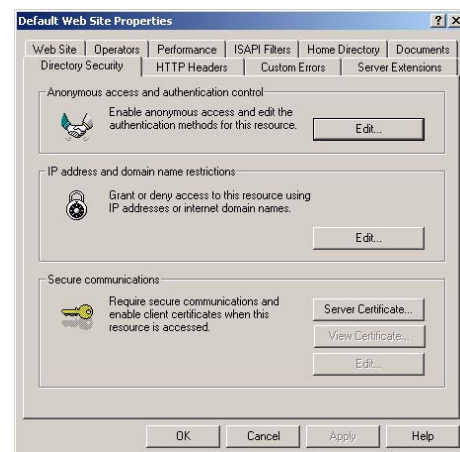 Default Web Site Properties
? x
Web Site Operators Performance ISAPI Filters Home Directory Documents
Directory Security HTTP Headers Custom Errors Server Extensions
Anonymous access and authentication control
Enable anonymous access and edit the
authentication methods for this resource.
Edit...
IP address and domain name restrictions
Grant or deny access to this resource using
IP addresses or internet domain names.
Edit...
Secure communications
Require secure communications and
enable client certificates when this
resource is accessed.
Server Certificate...
View Certificate...
Edit...
OK Cancel Apply Help